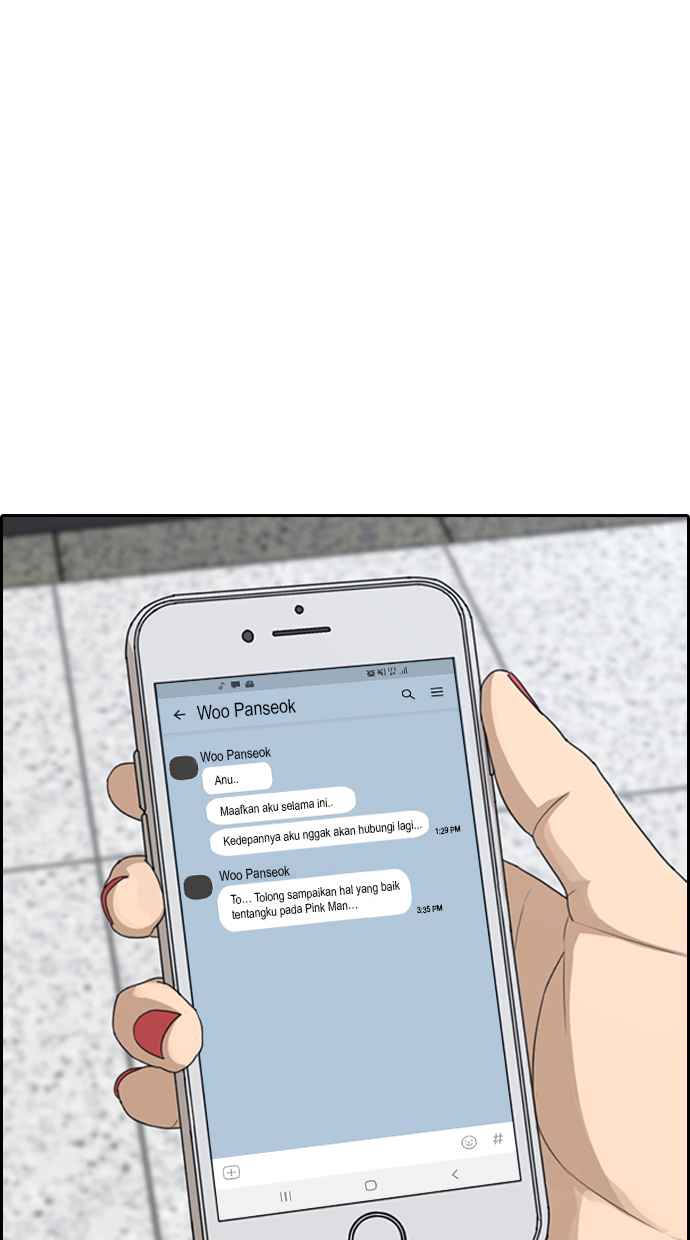 Woo Panseok
Woo Panseok
Anu..
Maafkan aku selama ini..
Kedepannya aku nggak akan hubungi lagi...
1:29 PM
Woo Panseok
To... Tolong sampaikan hal yang baik
tentangku pada Pink Man...
3:35 PM
#